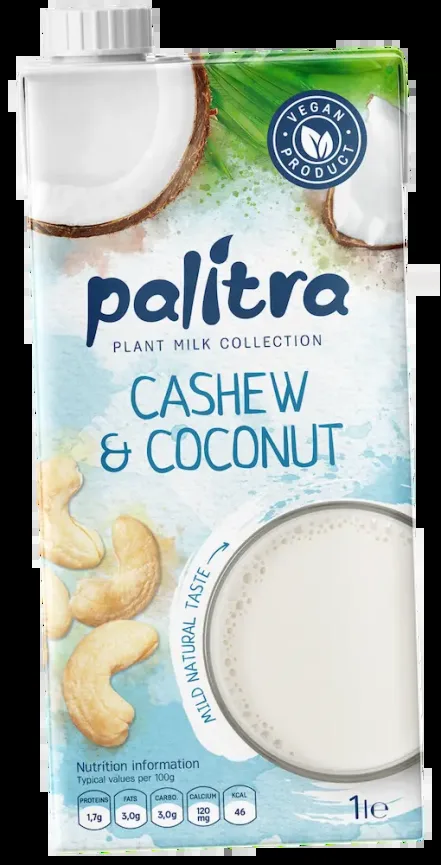 VEGAN
PRODUCT
palitra
PLANT MILK COLLECTION
CASHEW
& COCONUT
MILD NATURAL TASTE
Nutrition information
Typical values per 100g
PROTEINS FATS CARBO. CALCIUM KCAL
1,7g 3,0g 3,0g 120 mg 46
1l℮